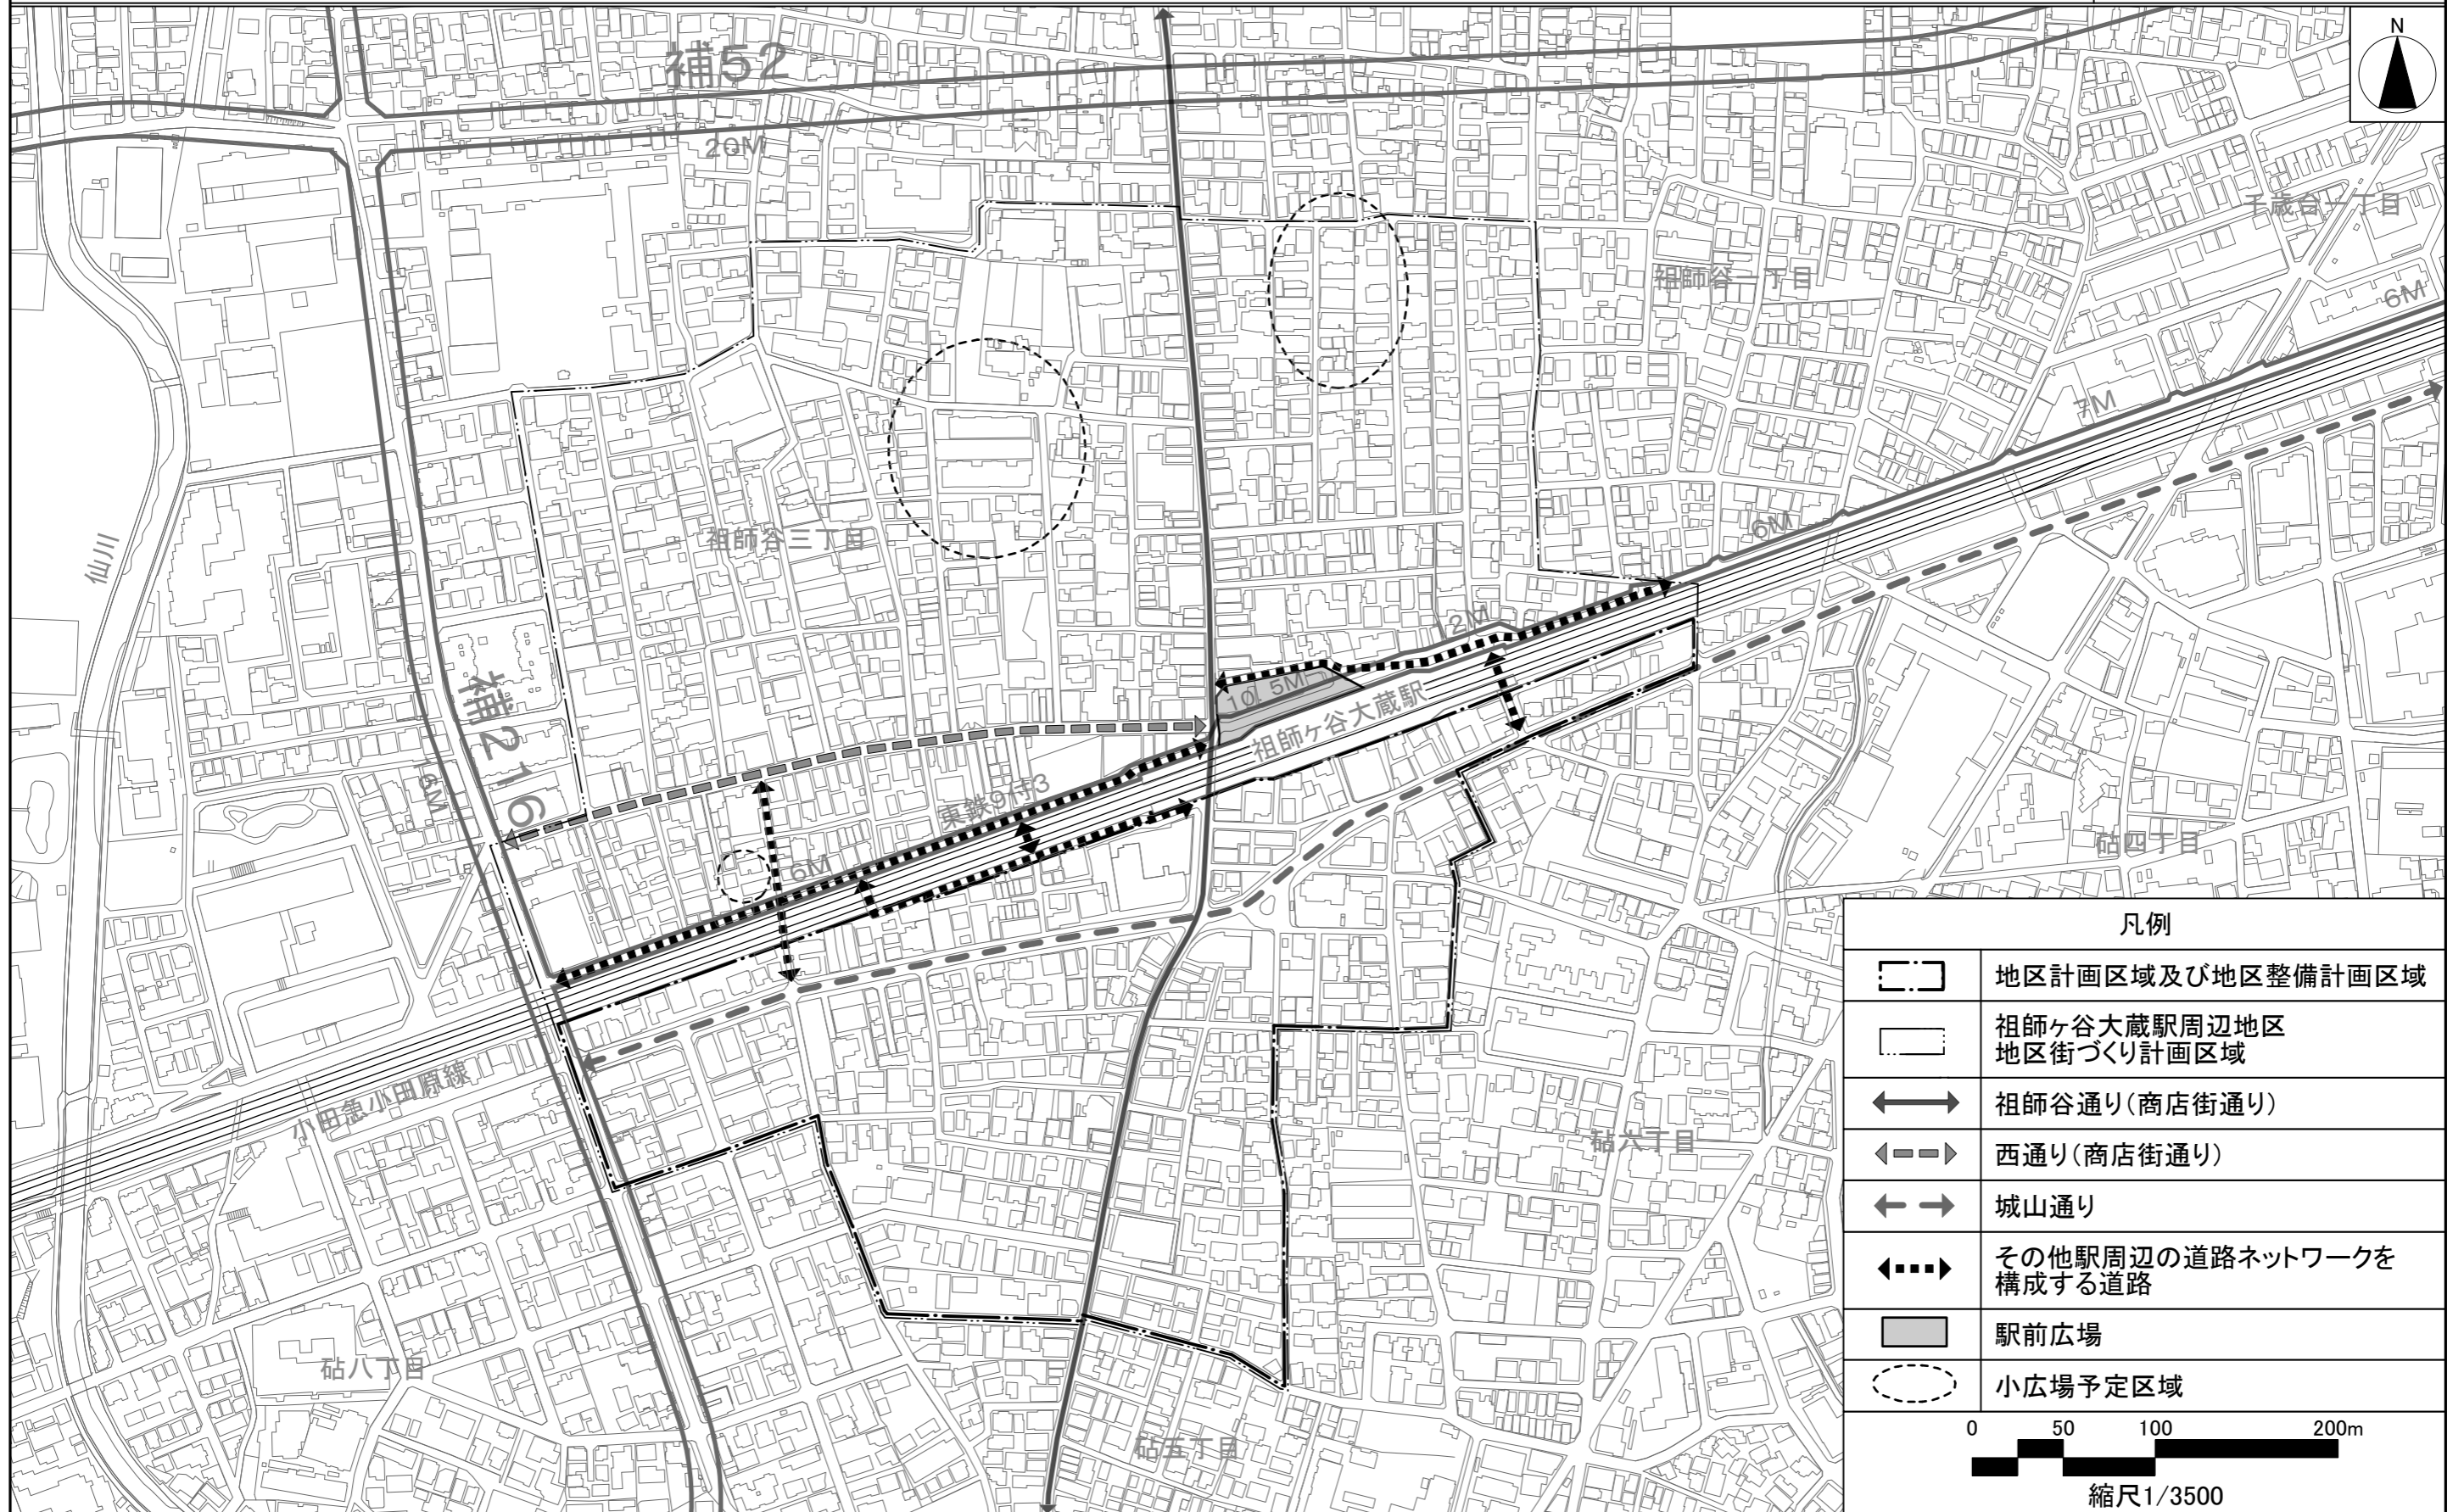 N
補52
20M
千歳台一丁目
祖師谷一丁目
6M
7M
仙川
祖師谷三丁目
6M
12M
補216
16M
10.5M
祖師ヶ谷大蔵駅
東鉄9付3
6M
砧四丁目
小田急小田原線
砧六丁目
砧八丁目
砧五丁目
凡例
地区計画区域及び地区整備計画区域
祖師ヶ谷大蔵駅周辺地区
地区街づくり計画区域
祖師谷通り(商店街通り)
西通り(商店街通り)
城山通り
その他駅周辺の道路ネットワークを
構成する道路
駅前広場
小広場予定区域
0 50 100 200m
縮尺1/3500